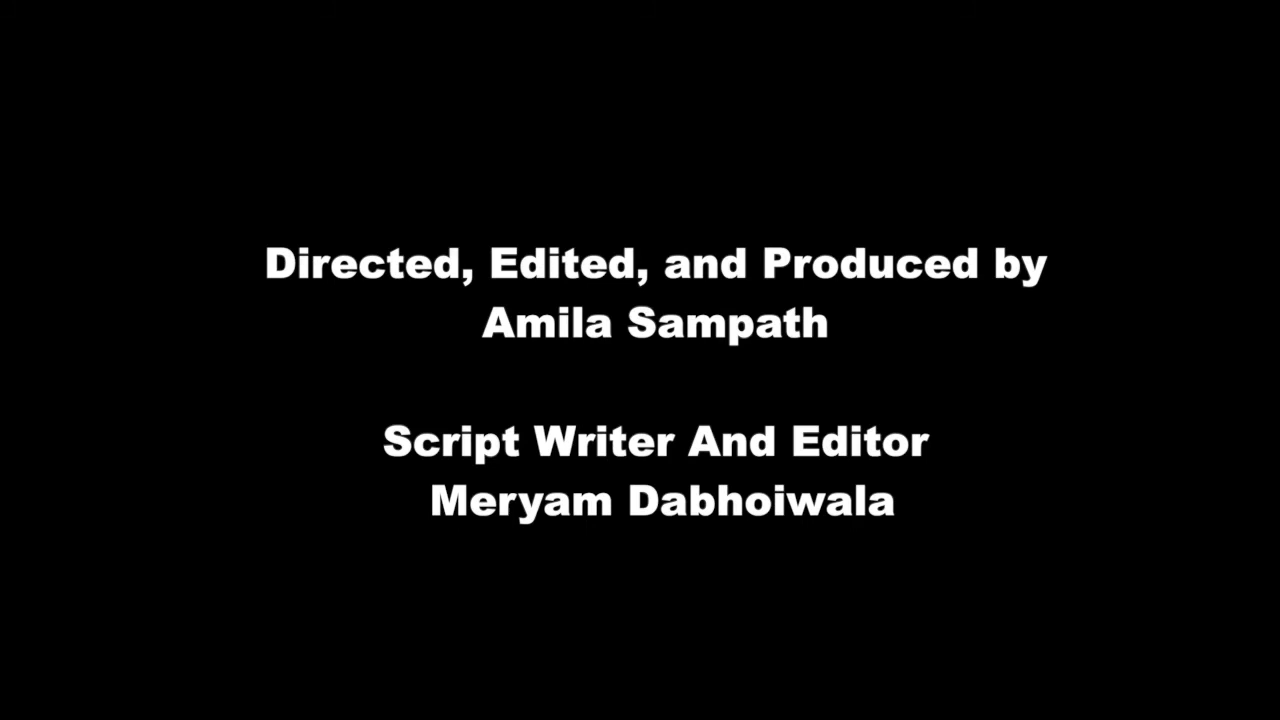 Directed, Edited, and Produced by
Amila Sampath
Script Writer And Editor
Meryam Dabhoiwala